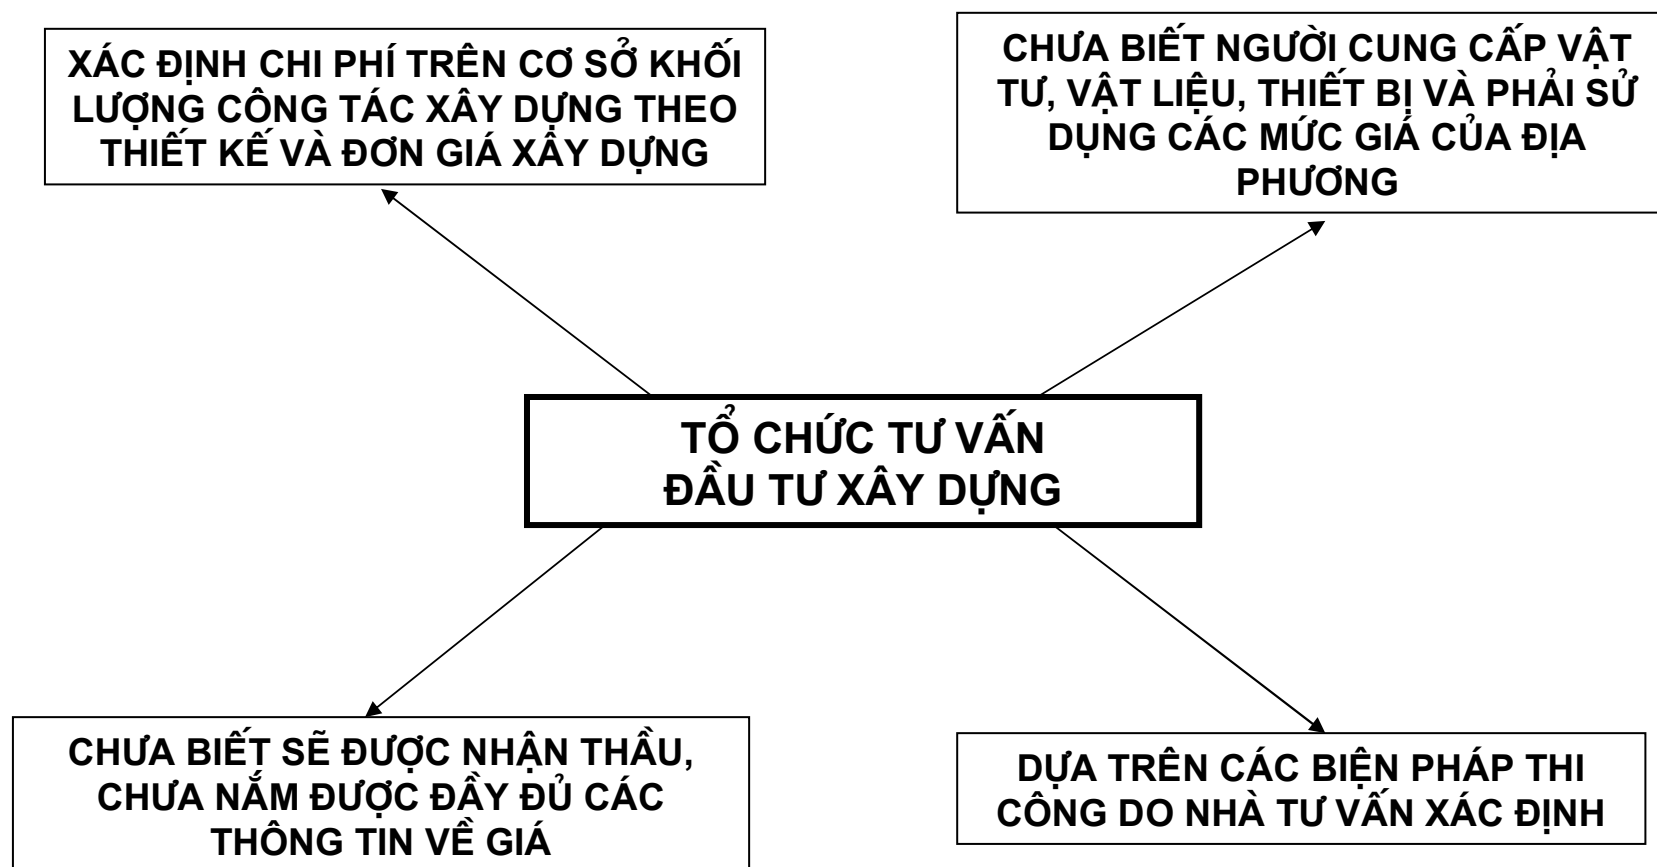 XÁC ĐỊNH CHI PHÍ TRÊN CƠ SỞ KHỐI
LƯỢNG CÔNG TÁC XÂY DỰNG THEO
THIẾT KẾ VÀ ĐƠN GIÁ XÂY DỰNG
CHƯA BIẾT NGƯỜI CUNG CẤP VẬT
TƯ, VẬT LIỆU, THIẾT BỊ VÀ PHẢI SỬ
DỤNG CÁC MỨC GIÁ CỦA ĐỊA
PHƯƠNG
TỔ CHỨC TƯ VẤN
ĐẦU TƯ XÂY DỰNG
CHƯA BIẾT SẼ ĐƯỢC NHẬN THẦU,
CHƯA NẮM ĐƯỢC ĐẦY ĐỦ CÁC
THÔNG TIN VỀ GIÁ
DỰA TRÊN CÁC BIỆN PHÁP THI
CÔNG DO NHÀ TƯ VẤN XÁC ĐỊNH